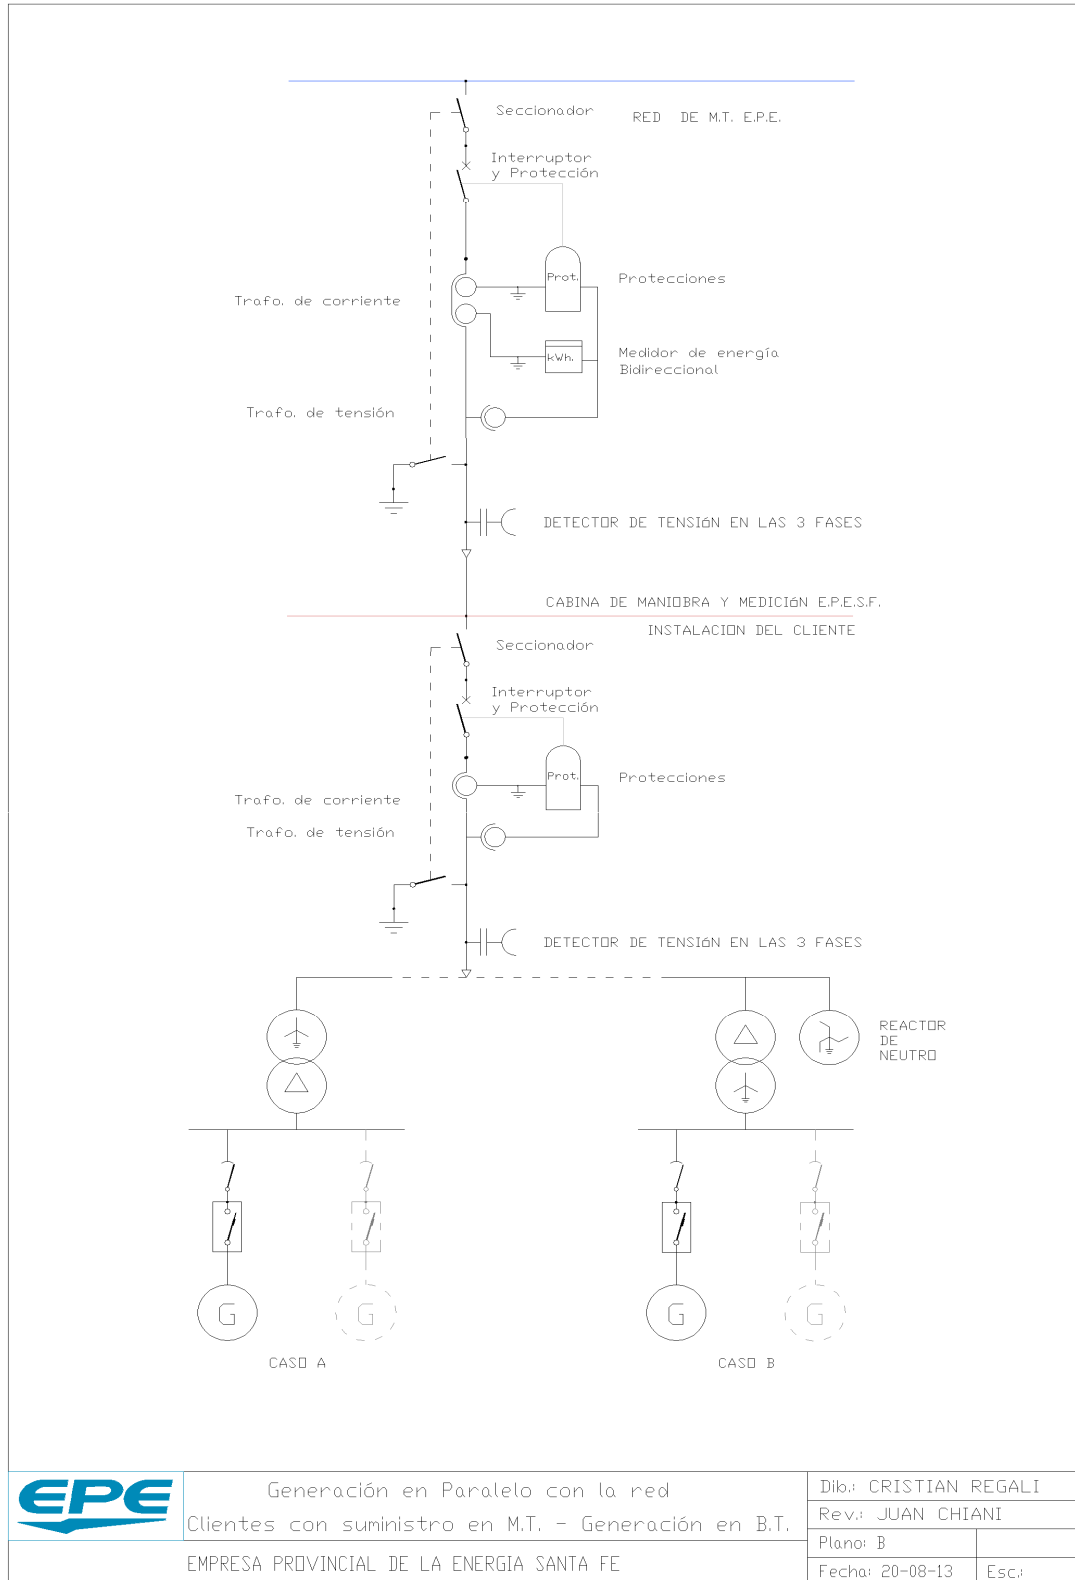 Seccionador
RED DE M.T. E.P.E.
Interruptor
y Protección
Prot.
Protecciones
Trafo. de corriente
kWh.
Medidor de energía
Bidireccional
Trafo. de tensión
DETECTOR DE TENSIóN EN LAS 3 FASES
CABINA DE MANIOBRA Y MEDICIóN E.P.E.S.F.
INSTALACION DEL CLIENTE
Seccionador
Interruptor
y Protección
Prot.
Protecciones
Trafo. de corriente
Trafo. de tensión
DETECTOR DE TENSIóN EN LAS 3 FASES
REACTOR
DE
NEUTRO
G
G
G
G
CASO A
CASO B
EPE
Generación en Paralelo con la red
Clientes con suministro en M.T. - Generación en B.T.
EMPRESA PROVINCIAL DE LA ENERGIA SANTA FE
Dib.: CRISTIAN REGALI
Rev.: JUAN CHIANI
Plano: B
Fecha: 20-08-13
Esc.: